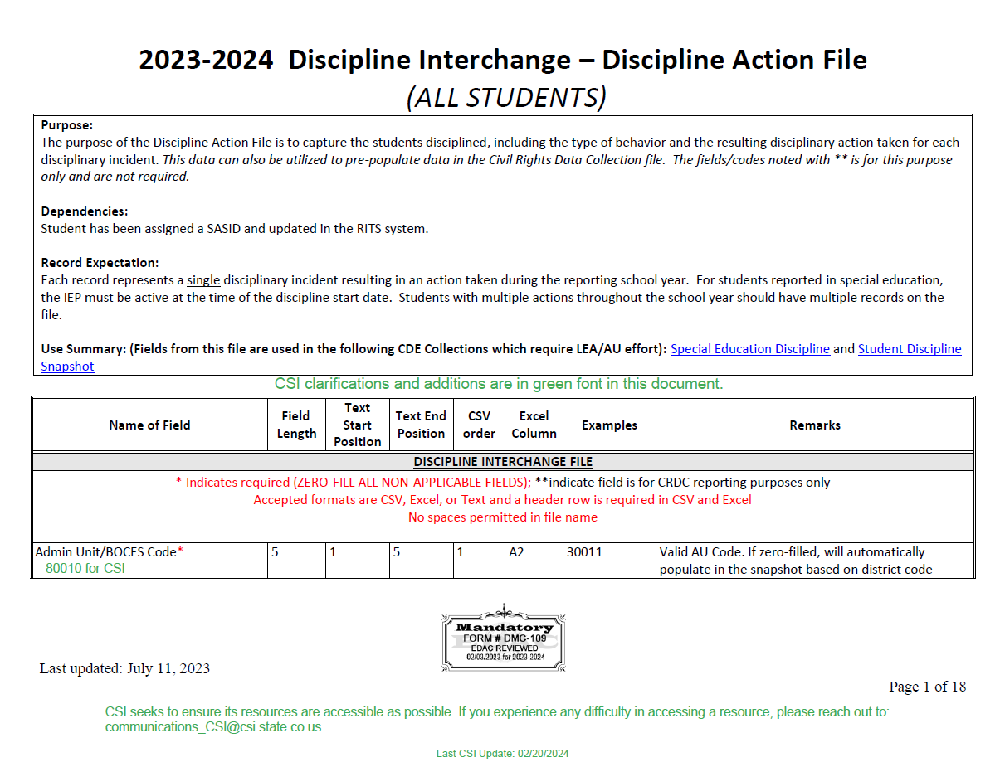 2023-2024  Discipline Interchange – Discipline Action File
(ALL STUDENTS)
Purpose:
The purpose of the Discipline Action File is to capture the students disciplined, including the type of behavior and the resulting disciplinary action taken for each
disciplinary incident. This data can also be utilized to pre-populate data in the Civil Rights Data Collection file.  The fields/codes noted with ** is for this purpose
only and are not required.
Dependencies:
Student has been assigned a SASID and updated in the RITS system.
Record Expectation:
Each record represents a single disciplinary incident resulting in an action taken during the reporting school year.  For students reported in special education,
the IEP must be active at the time of the discipline start date.  Students with multiple actions throughout the school year should have multiple records on the
file.
Use Summary: (Fields from this file are used in the following CDE Collections which require LEA/AU effort): Special Education Discipline and Student Discipline
Snapshot
CSI clarifications and additions are in green font in this document.
Name of Field
Field
Length
Text
Start
Position
Text End
Position
CSV
order
Excel
Column
Examples
Remarks
DISCIPLINE INTERCHANGE FILE
* Indicates required (ZERO-FILL ALL NON-APPLICABLE FIELDS); **indicate field is for CRDC reporting purposes only
Accepted formats are CSV, Excel, or Text and a header row is required in CSV and Excel
No spaces permitted in file name
Admin Unit/BOCES Code*
80010 for CSI
5
1
5
1
A2
30011
Valid AU Code. If zero-filled, will automatically
populate in the snapshot based on district code
Mandatory
FORM # DMC-109
EDAC REVIEWED
02/03/2023 for 2023-2024
Last updated: July 11, 2023
Page 1 of 18
CSI seeks to ensure its resources are accessible as possible. If you experience any difficulty in accessing a resource, please reach out to:
communications_CSI@csi.state.co.us
Last CSI Update: 02/20/2024